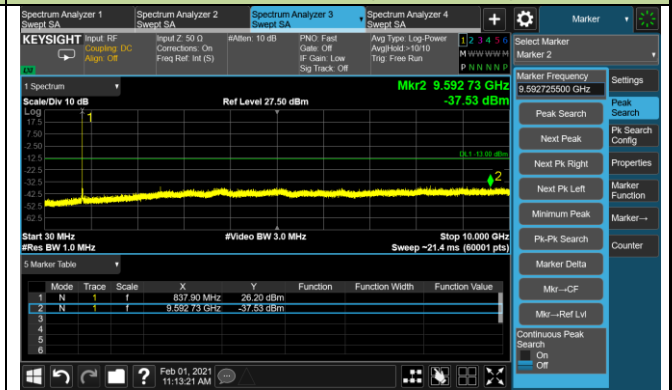 Spectrum Analyzer 1
Swept SA
Spectrum Analyzer 2
Swept SA
Spectrum Analyzer 3
Swept SA
Spectrum Analyzer 4
Swept SA
+
Marker
KEYSIGHT
Input: RF
Coupling: DC
Align: Off
Input Z: 50 Ω
Corrections: On
Freq Ref: Int (S)
#Atten: 10 dB
PNO: Fast
Gate: Off
IF Gain: Low
Sig Track: Off
Avg Type: Log-Power
Avg|Hold:>10/10
Trig: Free Run
1 2 3 4 5 6
M W W W W W
P N N N N P
LXI
1 Spectrum
Scale/Div 10 dB
Ref Level 27.50 dBm
Mkr2 9.592 73 GHz
-37.53 dBm
Log
17.5
7.50
-2.50
-12.5
-22.5
-32.5
-42.5
-52.5
-62.5
1
DL1 -13.00 dBm
2
Start 30 MHz
#Res BW 1.0 MHz
#Video BW 3.0 MHz
Stop 10.000 GHz
Sweep ~21.4 ms (60001 pts)
5 Marker Table
Mode Trace Scale X Y Function Function Width Function Value
1 N 1 f 837.90 MHz 26.20 dBm
2 N 1 f 9.592 73 GHz -37.53 dBm
3
4
5
6
Select Marker
Marker 2
Marker Frequency
9.592725500 GHz
Peak Search
Next Peak
Next Pk Right
Next Pk Left
Minimum Peak
Pk-Pk Search
Marker Delta
Mkr→CF
Mkr→Ref Lvl
Continuous Peak
Search
On
Off
Settings
Peak
Search
Pk Search
Config
Properties
Marker
Function
Marker→
Counter
?
Feb 01, 2021
11:13:21 AM